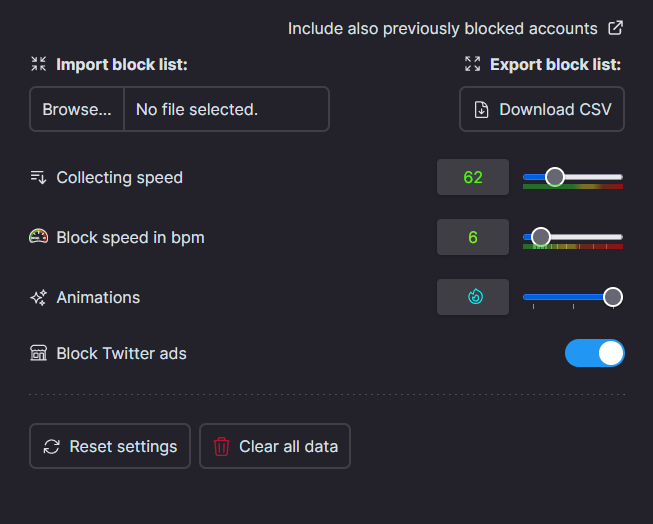 Include also previously blocked accounts
Import block list:
Export block list:
Browse... No file selected.
Download CSV
Collecting speed 62
Block speed in bpm 6
Animations
Block Twitter ads
Reset settings
Clear all data